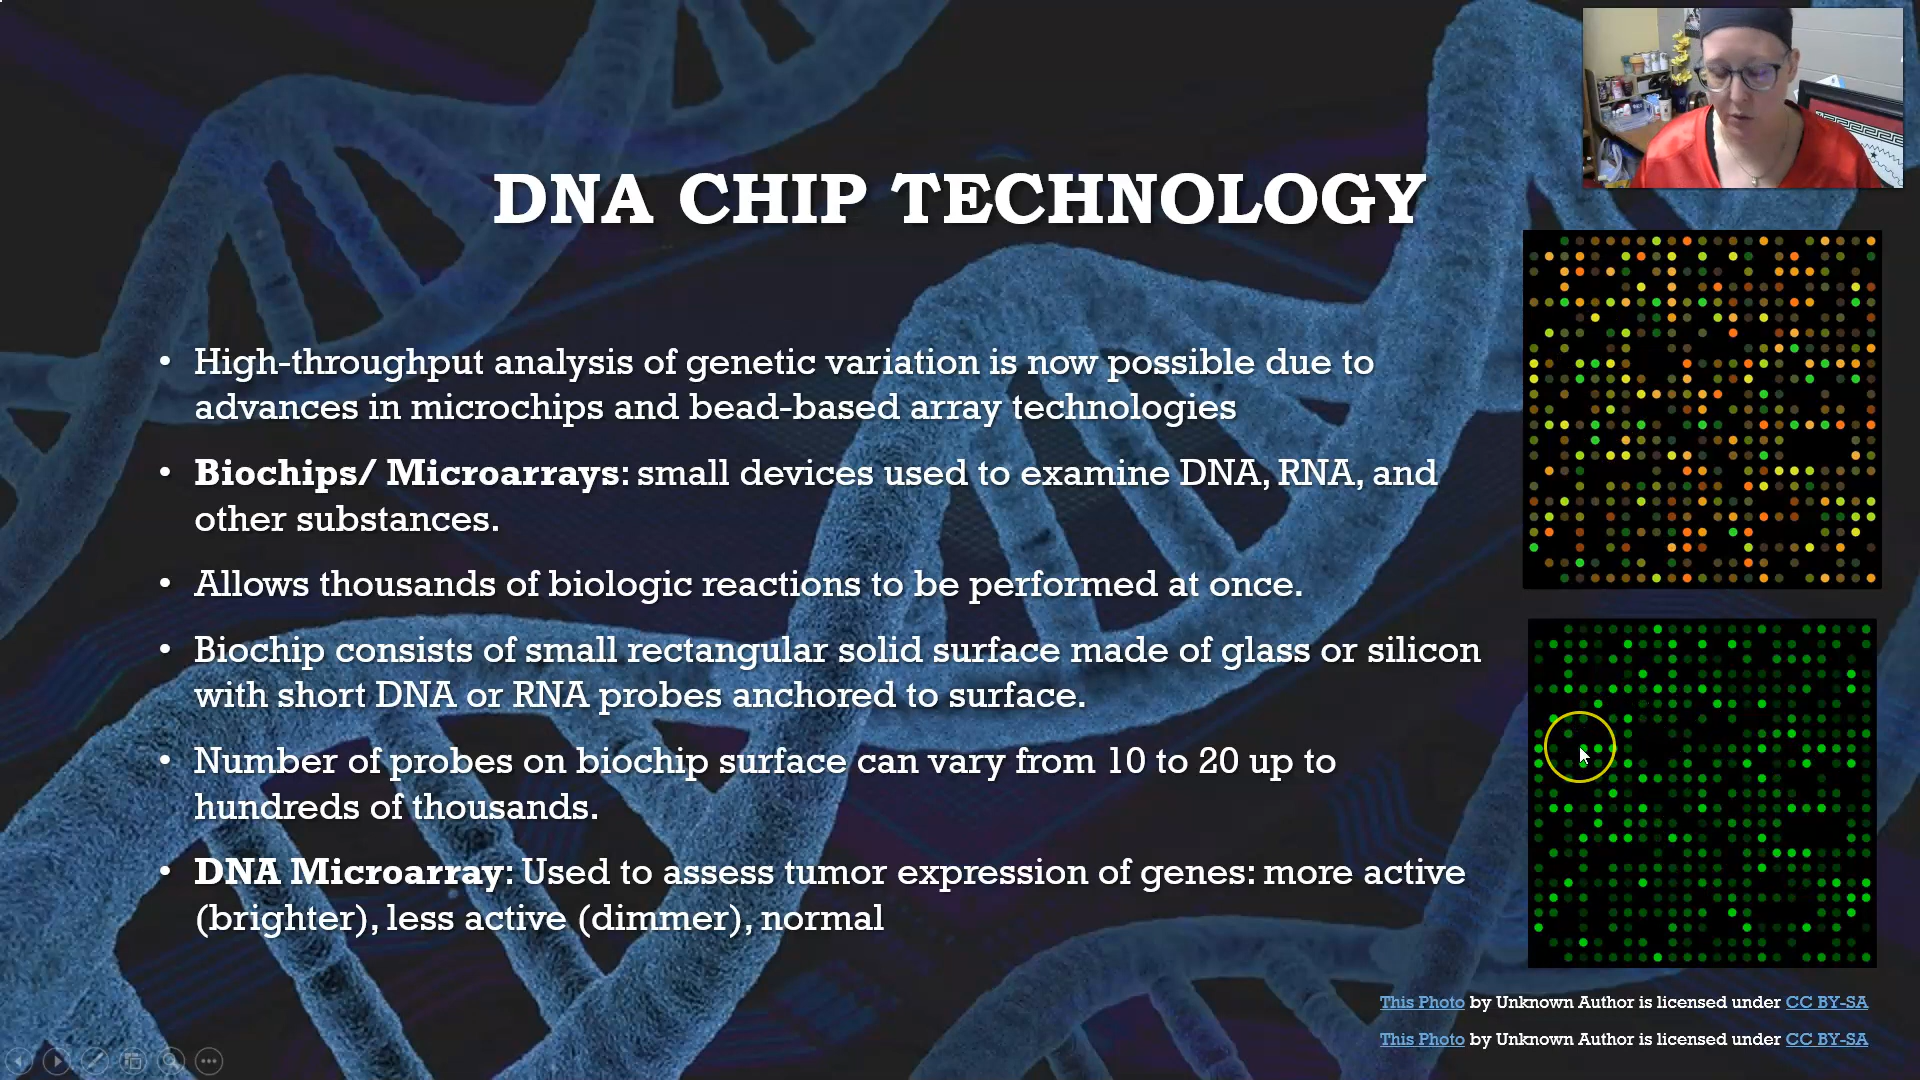 DNA CHIP TECHNOLOGY
• High-throughput analysis of genetic variation is now possible due to
advances in microchips and bead-based array technologies
• Biochips/ Microarrays: small devices used to examine DNA, RNA, and
other substances.
• Allows thousands of biologic reactions to be performed at once.
• Biochip consists of small rectangular solid surface made of glass or silicon
with short DNA or RNA probes anchored to surface.
• Number of probes on biochip surface can vary from 10 to 20 up to
hundreds of thousands.
• DNA Microarray: Used to assess tumor expression of genes: more active
(brighter), less active (dimmer), normal
This Photo by Unknown Author is licensed under CC BY-SA
This Photo by Unknown Author is licensed under CC BY-SA